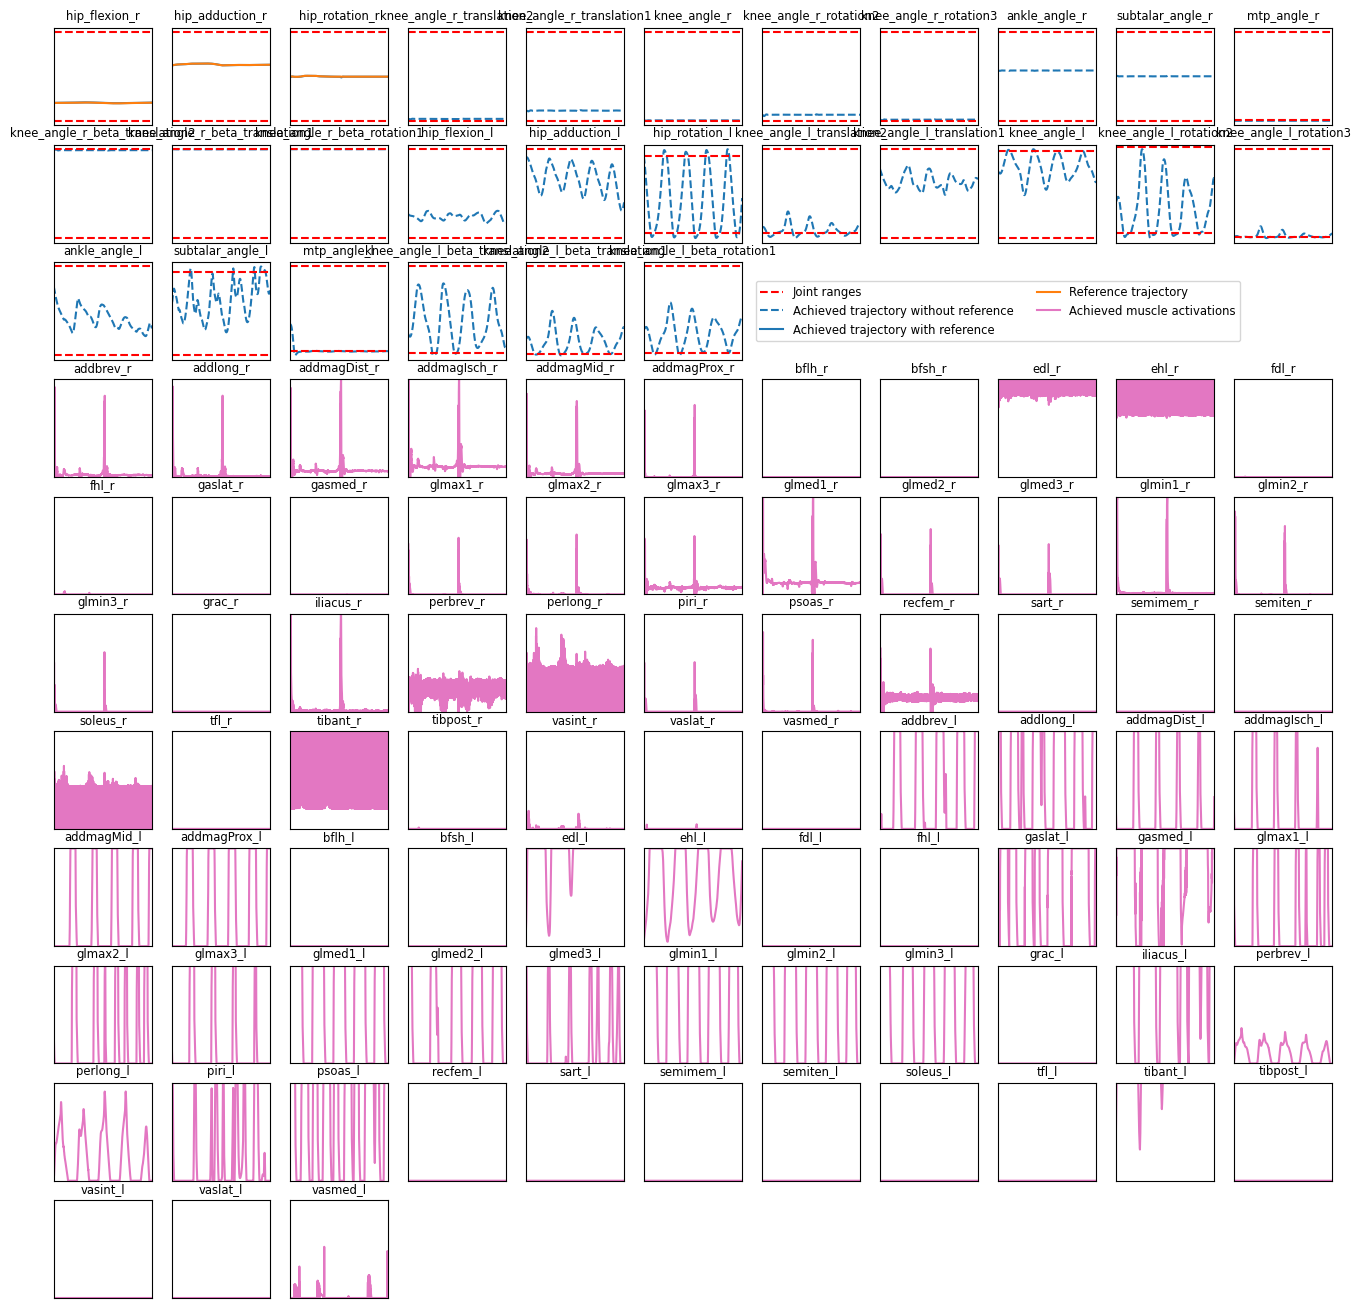 hip_flexion_r
hip_adduction_r
hip_rotation_r
knee_angle_r_translation2
knee_angle_r_translation1
knee_angle_r
knee_angle_r_rotation2
knee_angle_r_rotation3
ankle_angle_r
subtalar_angle_r
mtp_angle_r
knee_angle_r_beta_translation2
knee_angle_r_beta_translation1
knee_angle_r_beta_rotation1
hip_flexion_l
hip_adduction_l
hip_rotation_l
knee_angle_l_translation2
knee_angle_l_translation1
knee_angle_l
knee_angle_l_rotation2
knee_angle_l_rotation3
ankle_angle_l
subtalar_angle_l
mtp_angle_l
knee_angle_l_beta_translation2
knee_angle_l_beta_translation1
knee_angle_l_beta_rotation1
Joint ranges
Achieved trajectory without reference
Achieved trajectory with reference
Reference trajectory
Achieved muscle activations
addbrev_r
addlong_r
addmagDist_r
addmagIsch_r
addmagMid_r
addmagProx_r
bflh_r
bfsh_r
edl_r
ehl_r
fdl_r
fhl_r
gaslat_r
gasmed_r
glmax1_r
glmax2_r
glmax3_r
glmed1_r
glmed2_r
glmed3_r
glmin1_r
glmin2_r
glmin3_r
grac_r
iliacus_r
perbrev_r
perlong_r
piri_r
psoas_r
recfem_r
sart_r
semimem_r
semiten_r
soleus_r
tfl_r
tibant_r
tibpost_r
vasint_r
vaslat_r
vasmed_r
addbrev_l
addlong_l
addmagDist_l
addmagIsch_l
addmagMid_l
addmagProx_l
bflh_l
bfsh_l
edl_l
ehl_l
fdl_l
fhl_l
gaslat_l
gasmed_l
glmax1_l
glmax2_l
glmax3_l
glmed1_l
glmed2_l
glmed3_l
glmin1_l
glmin2_l
glmin3_l
grac_l
iliacus_l
perbrev_l
perlong_l
piri_l
psoas_l
recfem_l
sart_l
semimem_l
semiten_l
soleus_l
tfl_l
tibant_l
tibpost_l
vasint_l
vaslat_l
vasmed_l